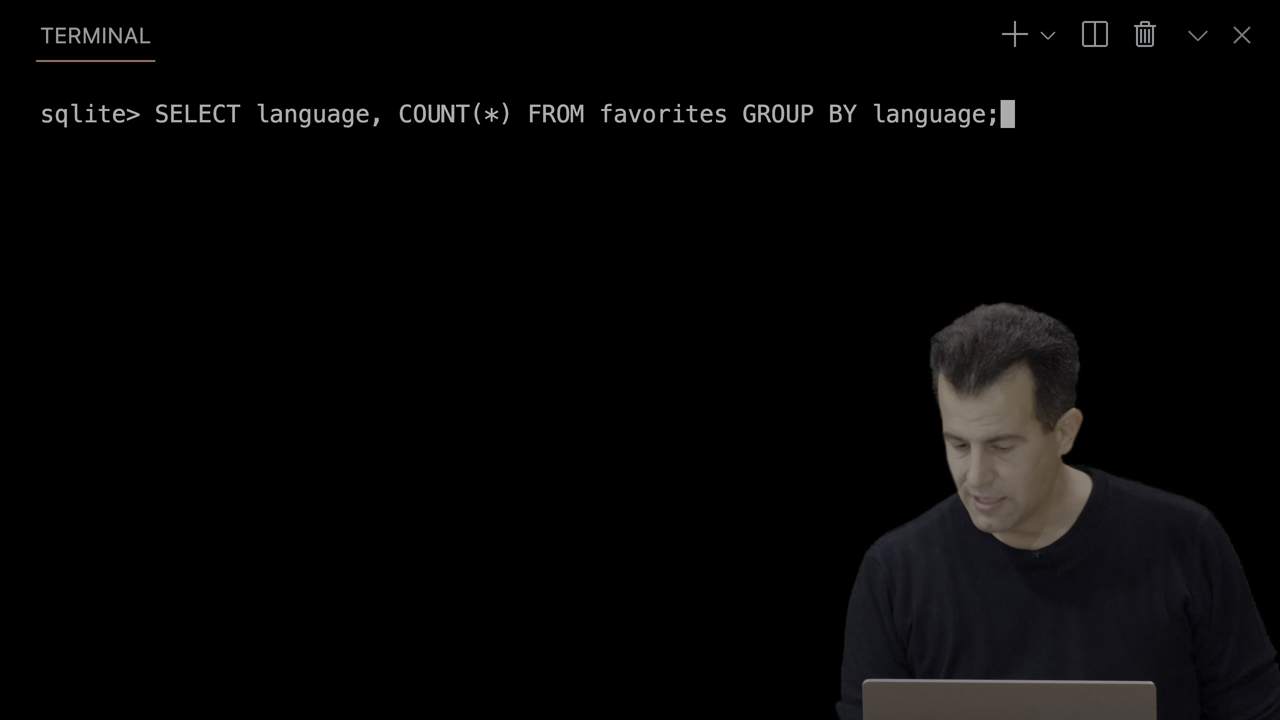 TERMINAL
sqlite> SELECT language, COUNT(*) FROM favorites GROUP BY language;